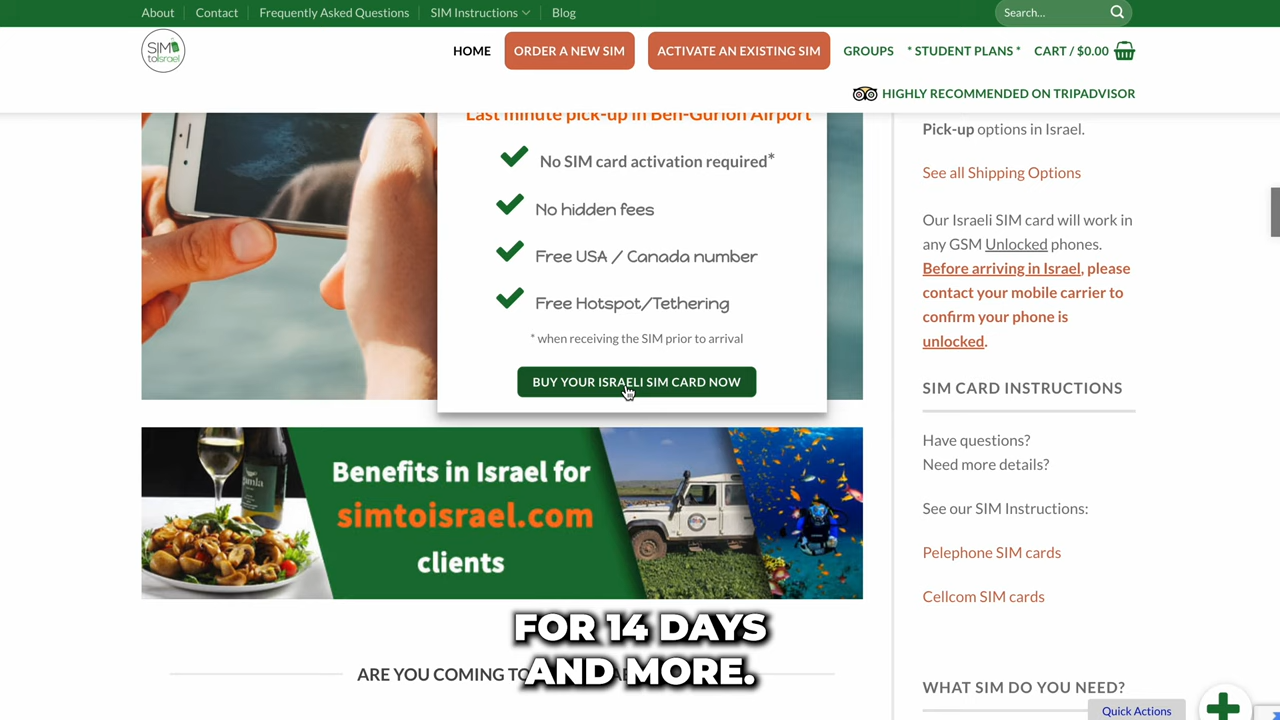 About
Contact
Frequently Asked Questions
SIM Instructions
Blog
Search...
SIM
toIsrael
HOME
ORDER A NEW SIM
ACTIVATE AN EXISTING SIM
GROUPS
* STUDENT PLANS *
CART / $0.00
HIGHLY RECOMMENDED ON TRIPADVISOR
Last minute pick-up in Ben-Gurion Airport
No SIM card activation required*
No hidden fees
Free USA / Canada number
Free Hotspot/Tethering
* when receiving the SIM prior to arrival
BUY YOUR ISRAELI SIM CARD NOW
Benefits in Israel for
simtoisrael.com
clients
ARE YOU COMING TO
FOR 14 DAYS
AND MORE.
Pick-up options in Israel.
See all Shipping Options
Our Israeli SIM card will work in
any GSM Unlocked phones.
Before arriving in Israel, please
contact your mobile carrier to
confirm your phone is
unlocked.
SIM CARD INSTRUCTIONS
Have questions?
Need more details?
See our SIM Instructions:
Pelephone SIM cards
Cellcom SIM cards
WHAT SIM DO YOU NEED?
Quick Actions